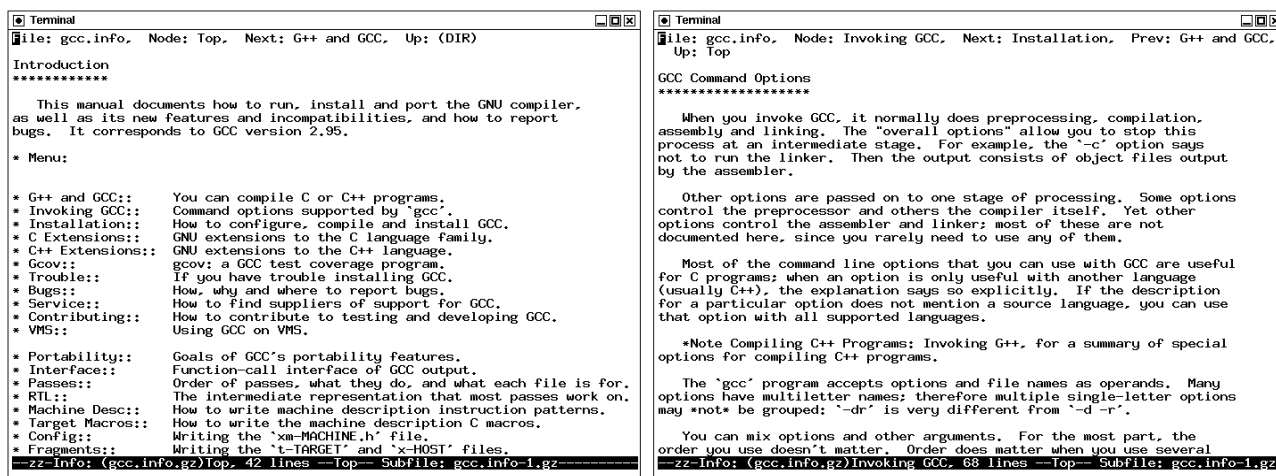 Terminal
File: gcc.info, Node: Top, Next: G++ and GCC, Up: (DIR)
Introduction
************
This manual documents how to run, install and port the GNU compiler,
as well as its new features and incompatibilities, and how to report
bugs. It corresponds to GCC version 2.95.
* Menu:
* G++ and GCC:: You can compile C or C++ programs.
* Invoking GCC:: Command options supported by `gcc'.
* Installation:: How to configure, compile and install GCC.
* C Extensions:: GNU extensions to the C language family.
* C++ Extensions:: GNU extensions to the C++ language.
* Gcov:: gcov: a GCC test coverage program.
* Trouble:: If you have trouble installing GCC.
* Bugs:: How, why and where to report bugs.
* Service:: How to find suppliers of support for GCC.
* Contributing:: How to contribute to testing and developing GCC.
* VMS:: Using GCC on VMS.
* Portability:: Goals of GCC's portability features.
* Interface:: Function-call interface of GCC output.
* Passes:: Order of passes, what they do, and what each file is for.
* RTL:: The intermediate representation that most passes work on.
* Machine Desc:: How to write machine description instruction patterns.
* Target Macros:: How to write the machine description C macros.
* Config:: Writing the `xm-MACHINE.h' file.
* Fragments:: Writing the `t-TARGET' and `x-HOST' files.
--zz-Info: (gcc.info.gz)Top, 42 lines --Top-- Subfile: gcc.info-1.gz----------
Terminal
File: gcc.info, Node: Invoking GCC, Next: Installation, Prev: G++ and GCC,
Up: Top
GCC Command Options
*******************
When you invoke GCC, it normally does preprocessing, compilation,
assembly and linking. The "overall options" allow you to stop this
process at an intermediate stage. For example, the `-c' option says
not to run the linker. Then the output consists of object files output
by the assembler.
Other options are passed on to one stage of processing. Some options
control the preprocessor and others the compiler itself. Yet other
options control the assembler and linker; most of these are not
documented here, since you rarely need to use any of them.
Most of the command line options that you can use with GCC are useful
for C programs; when an option is only useful with another language
(usually C++), the explanation says so explicitly. If the description
for a particular option does not mention a source language, you can use
that option with all supported languages.
*Note Compiling C++ Programs: Invoking G++, for a summary of special
options for compiling C++ programs.
The `gcc' program accepts options and file names as operands. Many
options have multiletter names; therefore multiple single-letter options
may *not* be grouped: `-dr' is very different from `-d -r'.
You can mix options and other arguments. For the most part, the
order you use doesn't matter. Order does matter when you use several
--zz-Info: (gcc.info.gz)Invoking GCC, 68 lines --Top-- Subfile: gcc.info-1.gz